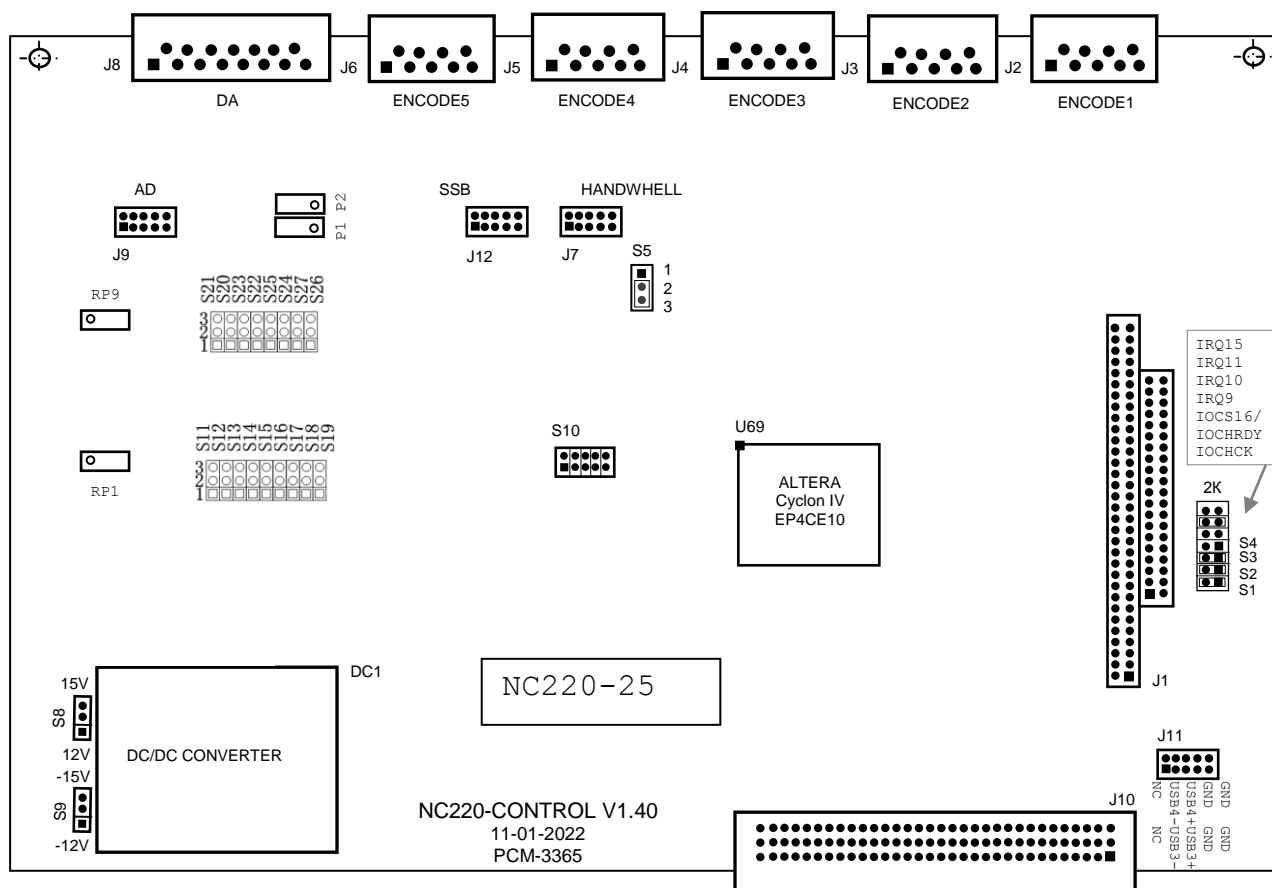 J8
J6
J5
J4
J3
J2
DA
ENCODE5
ENCODE4
ENCODE3
ENCODE2
ENCODE1
AD
J9
P2
P1
SSB
J12
HANDWHELL
J7
S5
1
2
3
RP9
S21
S20
S23
S22
S25
S24
S27
S26
3
2
1
IRQ15
IRQ11
IRQ10
IRQ9
IOCS16/
IOCHRDY
IOCHCK
RP1
S11
S12
S13
S14
S15
S16
S17
S18
S19
3
2
1
S10
U69
ALTERA
Cyclon IV
EP4CE10
2K
S4
S3
S2
S1
J1
DC1
15V
S8
12V
-15V
S9
-12V
DC/DC CONVERTER
NC220-25
NC220-CONTROL V1.40
11-01-2022
PCM-3365
J10
J11
NC NC
USB4-USB3-
USB4+USB3+
GND GND
GND GND